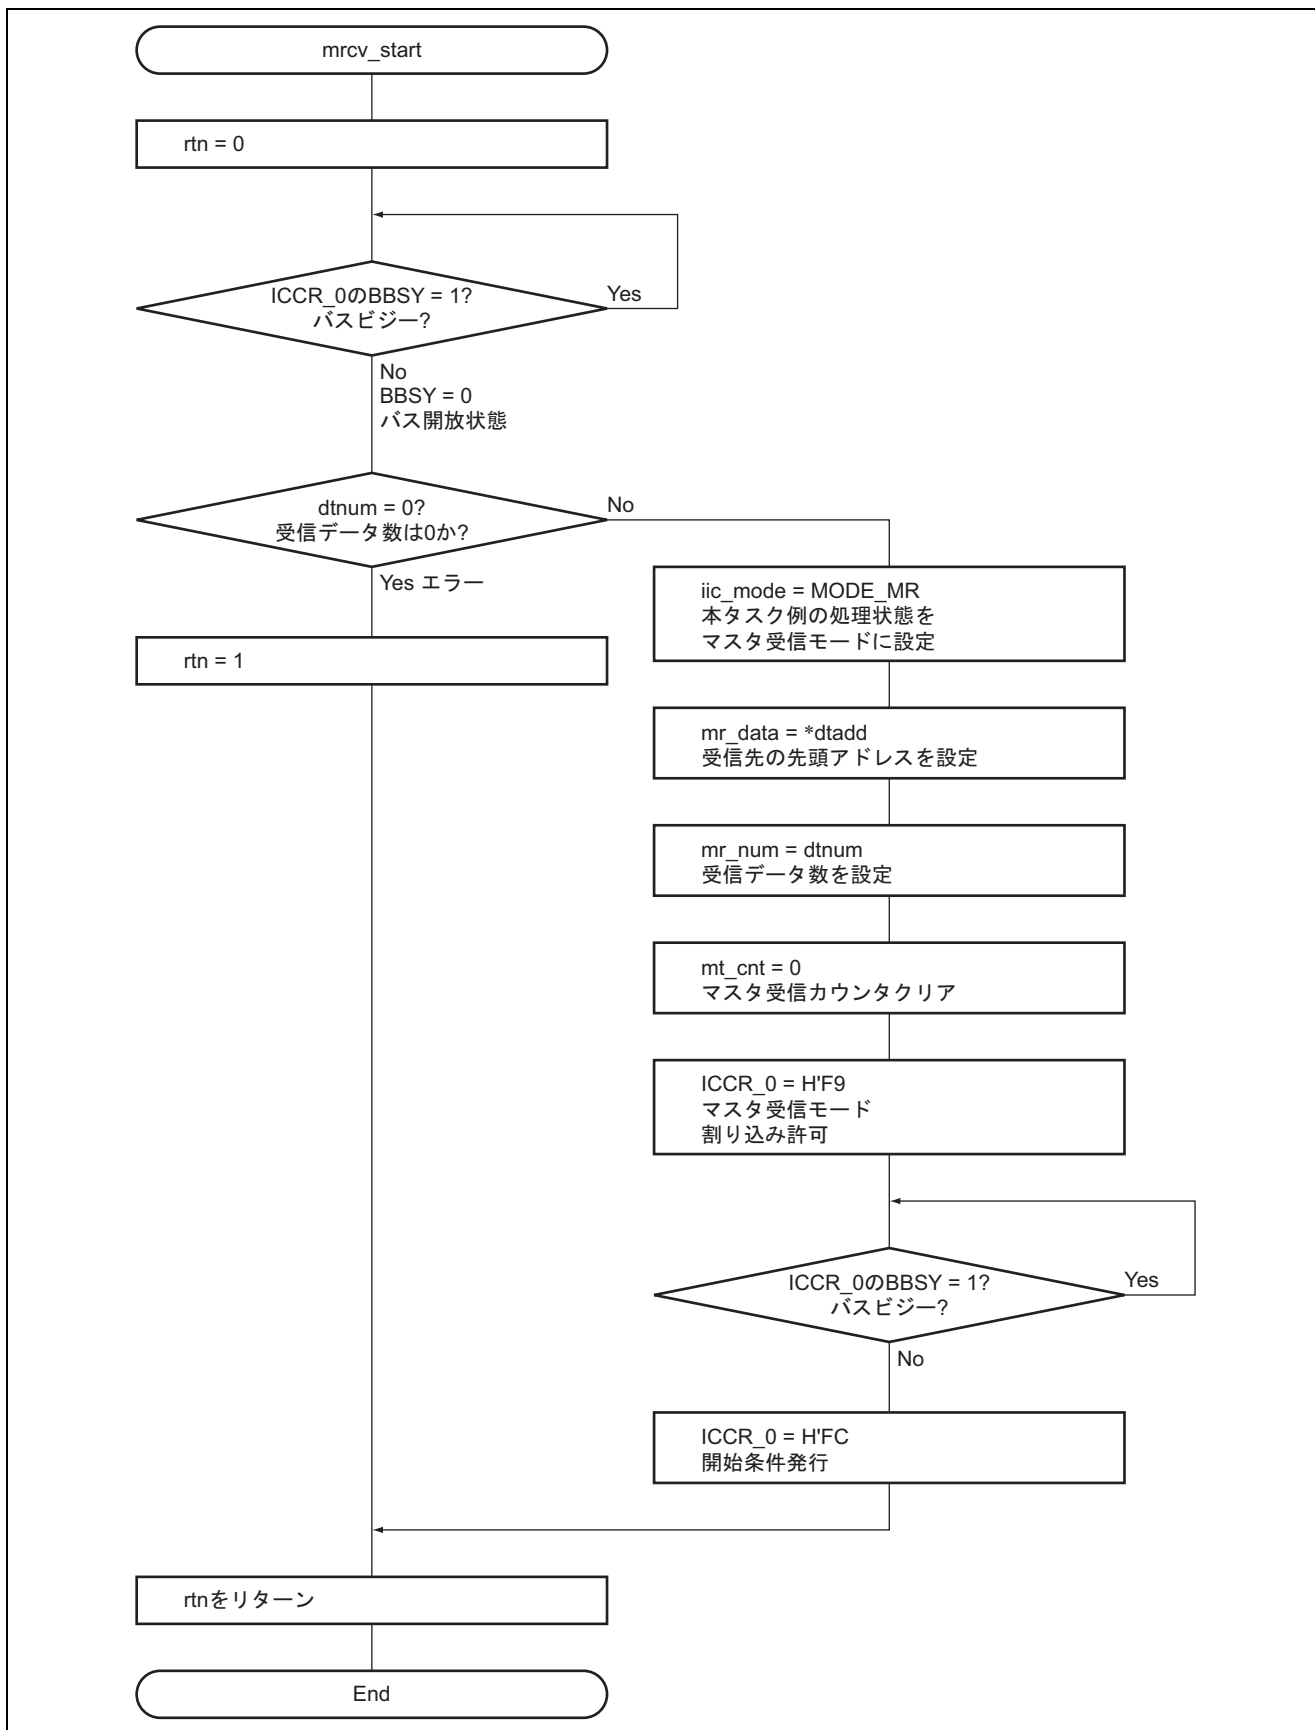 mrcv_start
rtn = 0
ICCR_0のBBSY = 1?
バスビジー?
Yes
No
BBSY = 0
バス開放状態
dtnum = 0?
受信データ数は0か?
No
Yes エラー
rtn = 1
iic_mode = MODE_MR
本タスク例の処理状態を
マスタ受信モードに設定
mr_data = *dtadd
受信先の先頭アドレスを設定
mr_num = dtnum
受信データ数を設定
mt_cnt = 0
マスタ受信カウンタクリア
ICCR_0 = H'F9
マスタ受信モード
割り込み許可
ICCR_0のBBSY = 1?
バスビジー?
Yes
No
ICCR_0 = H'FC
開始条件発行
rtnをリターン
End